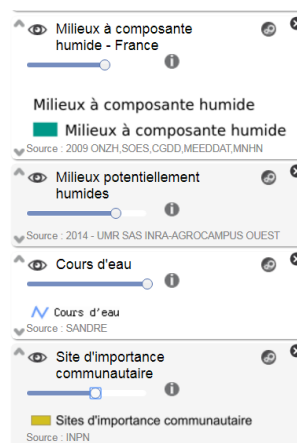 Milieux à composante
humide - France
Milieux à composante humide
Milieux à composante humide
Source : 2009 ONZH,SOES,CGDD,MEEDDAT,MNHN
Milieux potentiellement
humides
Source : 2014 - UMR SAS INRA-AGROCAMPUS OUEST
Cours d'eau
Cours d'eau
Source : SANDRE
Site d'importance
communautaire
Sites d'importance communautaire
Source : INPN